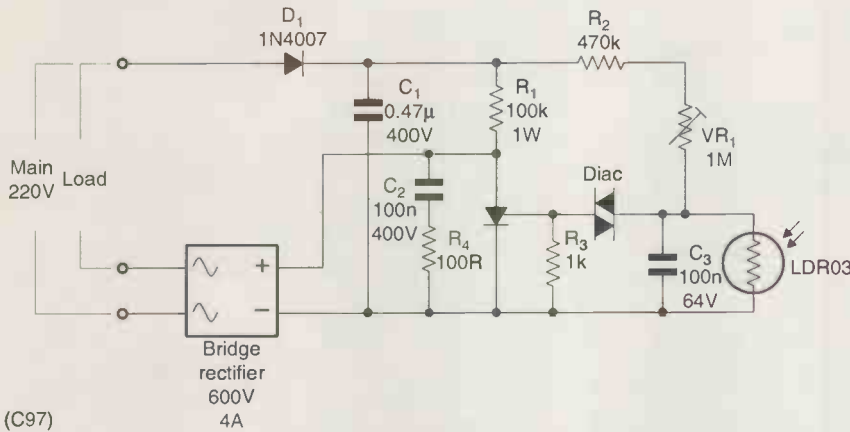 D₁
1N4007
R₂
470k
C₁
0.47µ
400V
R₁
100k
1W
VR₁
1M
Main
220V
Load
C₂
100n
400V
R₄
100R
Diac
R₃
1k
C₃
100n
64V
LDR03
+
−
Bridge
rectifier
600V
4A
(C97)